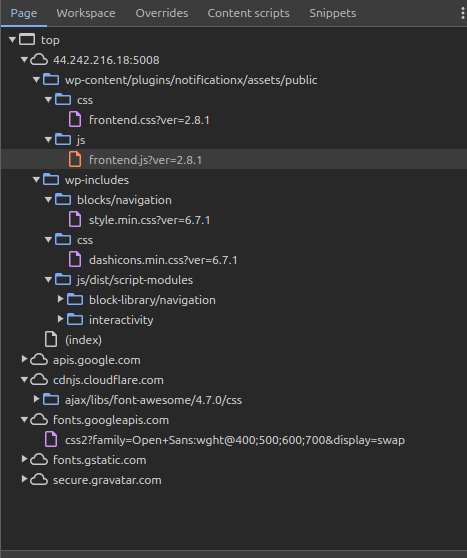 Page Workspace Overrides Content scripts Snippets
top
44.242.216.18:5008
wp-content/plugins/notificationx/assets/public
css
frontend.css?ver=2.8.1
js
frontend.js?ver=2.8.1
wp-includes
blocks/navigation
style.min.css?ver=6.7.1
css
dashicons.min.css?ver=6.7.1
js/dist/script-modules
block-library/navigation
interactivity
(index)
apis.google.com
cdnjs.cloudflare.com
ajax/libs/font-awesome/4.7.0/css
fonts.googleapis.com
css2?family=Open+Sans:wght@400;500;600;700&display=swap
fonts.gstatic.com
secure.gravatar.com